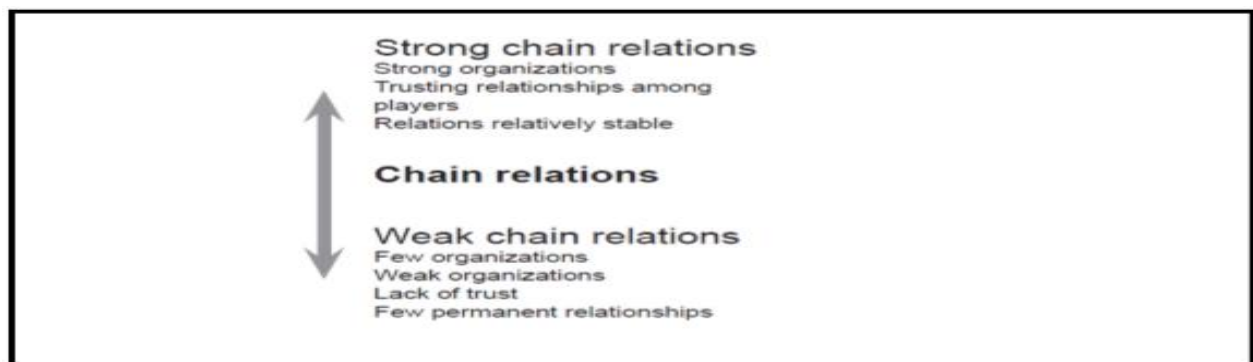 Strong chain relations
Strong organizations
Trusting relationships among
players
Relations relatively stable
Chain relations
Weak chain relations
Few organizations
Weak organizations
Lack of trust
Few permanent relationships